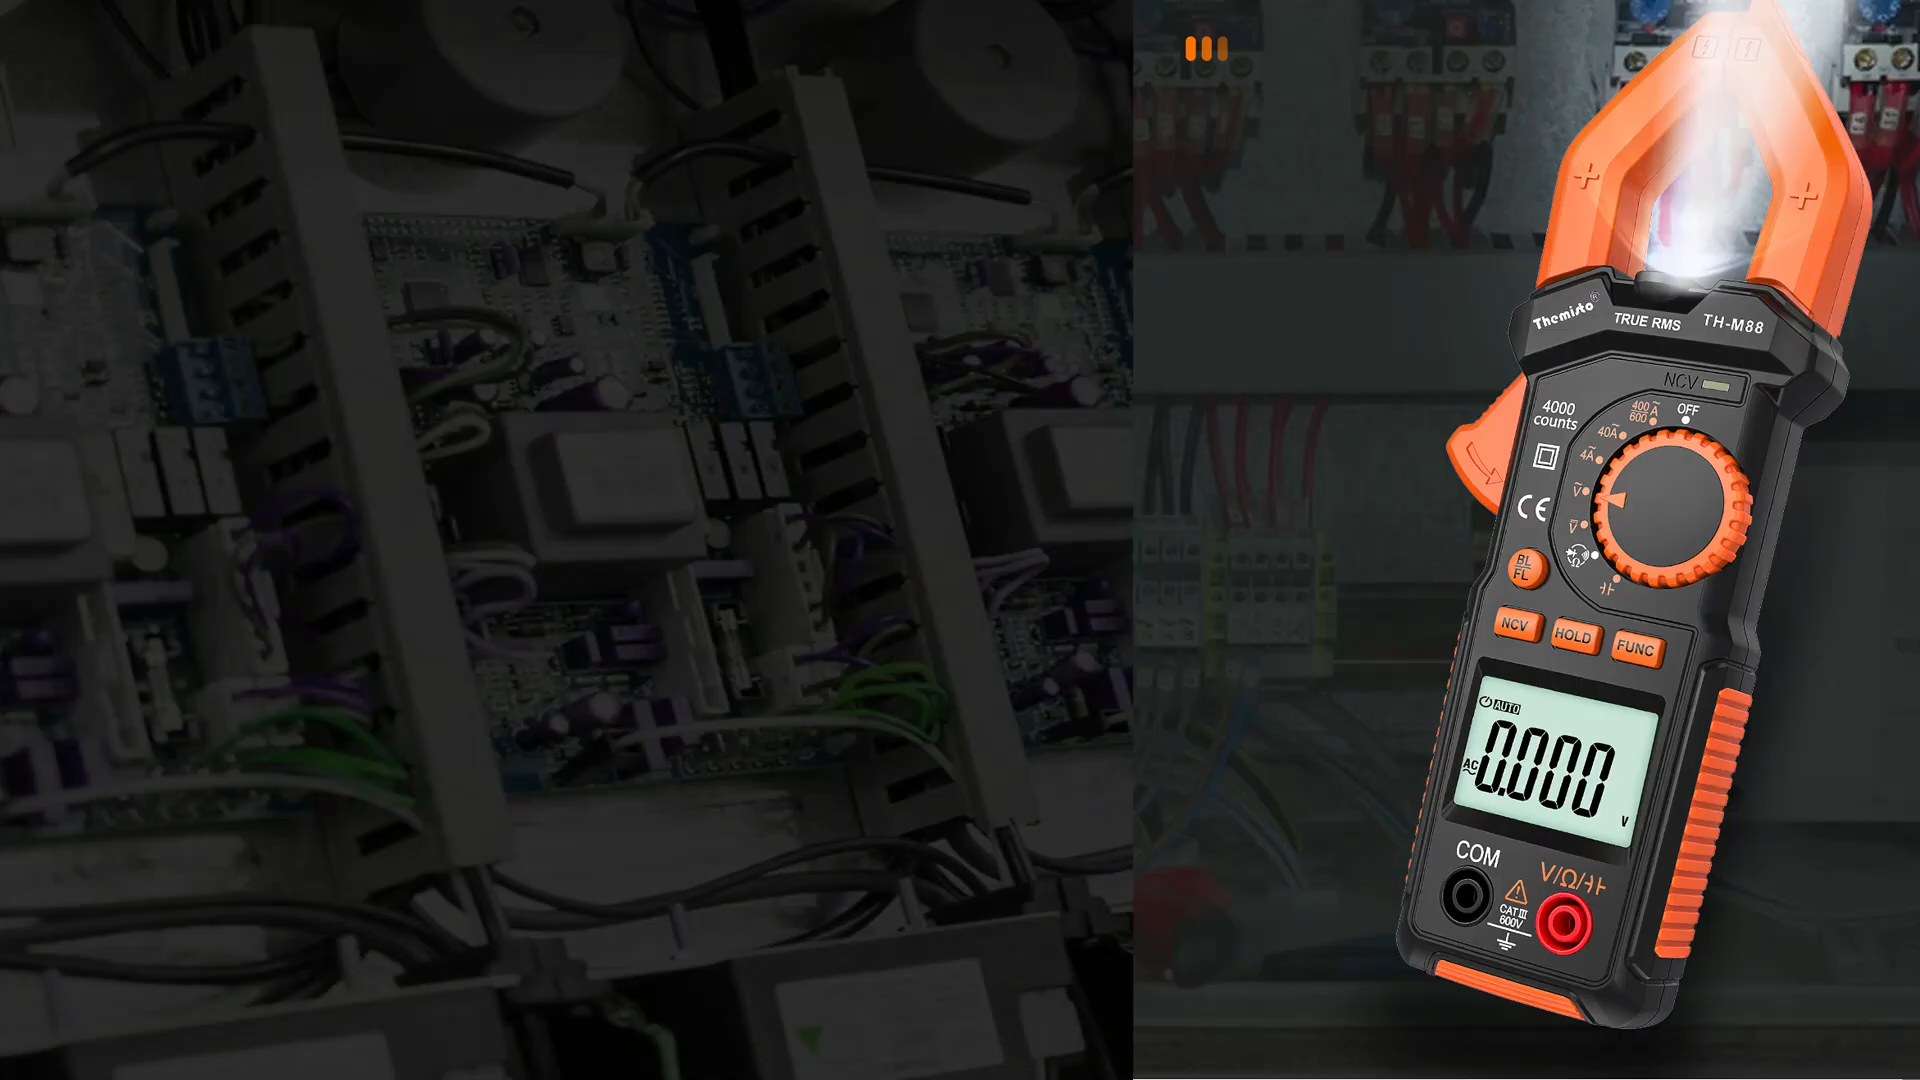 Themisto®
TRUE RMS
TH-M88
NCV
4000
counts
400
600 A
OFF
40A
4A
V
V
Ω
CE
BL
FL
NCV
HOLD
FUNC
AUTO
AC
0.000
V
COM
V/Ω/
CAT III
600V